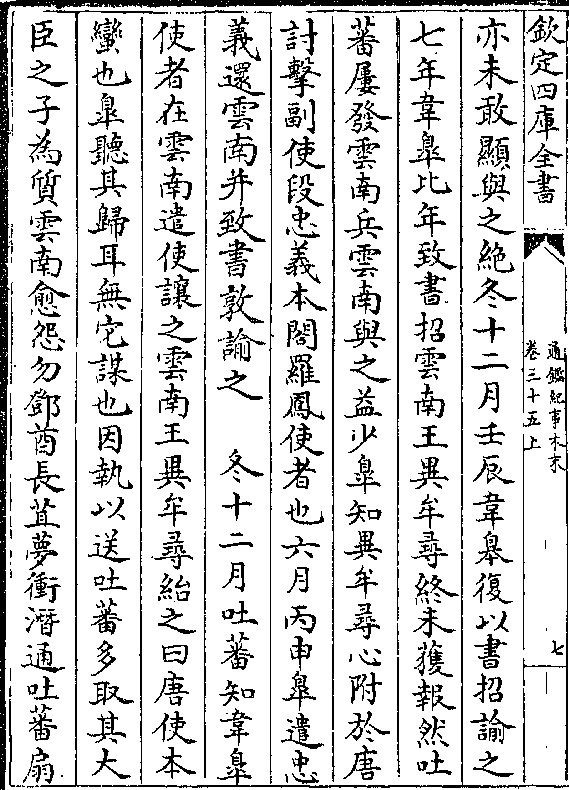 欽定四庫全書
通鑑紀事本末
卷三十五上
七
亦未敢顯與之絶冬十二月壬辰韋臯復以書招諭之
七年韋臯比年致書招雲南王異牟尋終未獲報然吐
蕃屢發雲南兵雲南與之益少臯知異牟尋心附於唐
討擊副使段忠義本閤羅鳳使者也六月丙申臯遣忠
義還雲南并致書敦諭之　冬十二月吐蕃知韋臯
使者在雲南遣使讓之雲南王異牟尋紿之曰唐使本
蠻也臯聽其歸耳無它謀也因執以送吐蕃多取其大
臣之子為質雲南愈怨勿鄧酋長苴夢衝潛通吐蕃扇